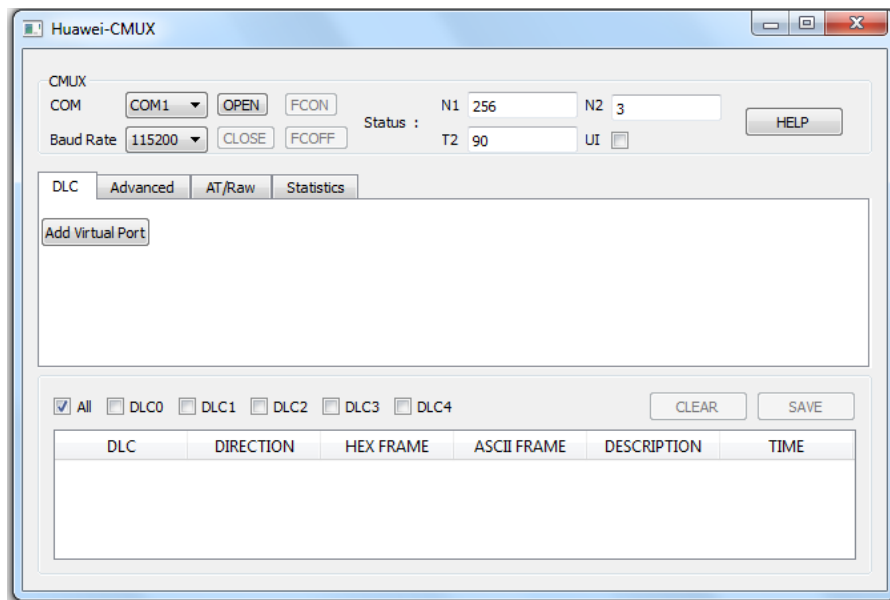 Huawei-CMUX
CMUX
COM COM1 OPEN FCON Status : N1 256 N2 3 HELP
Baud Rate 115200 CLOSE FCOFF T2 90 UI
DLC Advanced AT/Raw Statistics
Add Virtual Port
All DLC0 DLC1 DLC2 DLC3 DLC4 CLEAR SAVE
DLC DIRECTION HEX FRAME ASCII FRAME DESCRIPTION TIME